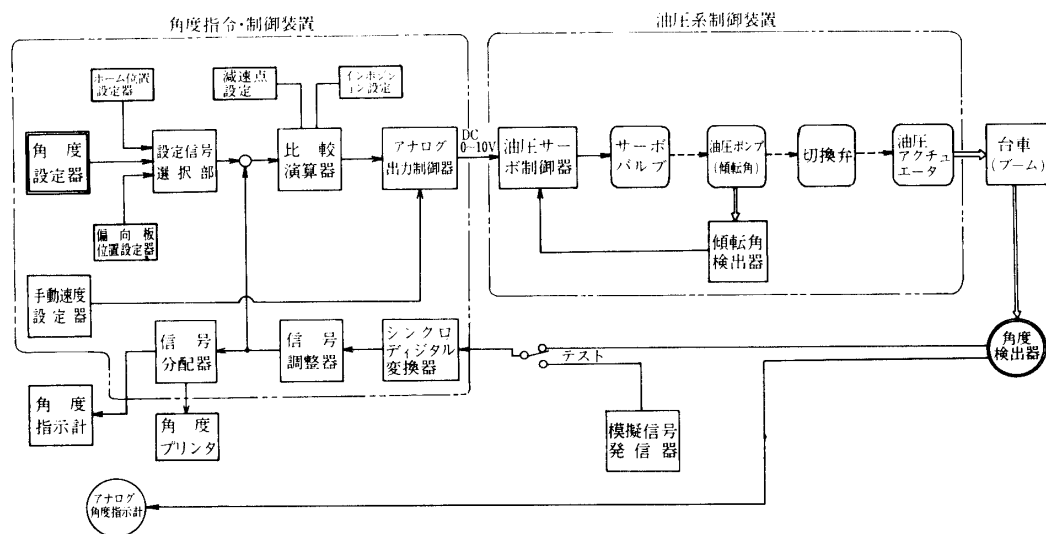 角度指令・制御装置
油圧系制御装置
ホーム位置
設定器
減速点
設定
インポジシ
ョン設定
角度
設定器
設定信号
選択部
比較
演算器
アナログ
出力制御器
DC
0~10V
油圧サー
ボ制御器
サーボ
バルブ
油圧ポンプ
(傾転角)
切換弁
油圧
アクチュ
エータ
台車
(ブーム)
偏向板
位置設定器
傾転角
検出器
手動速度
設定器
信号
分配器
信号
調整器
シンクロ
ディジタル
変換器
テスト
角度
検出器
角度
指示計
角度
プリンタ
模擬信号
発信器
アナログ
角度指示計